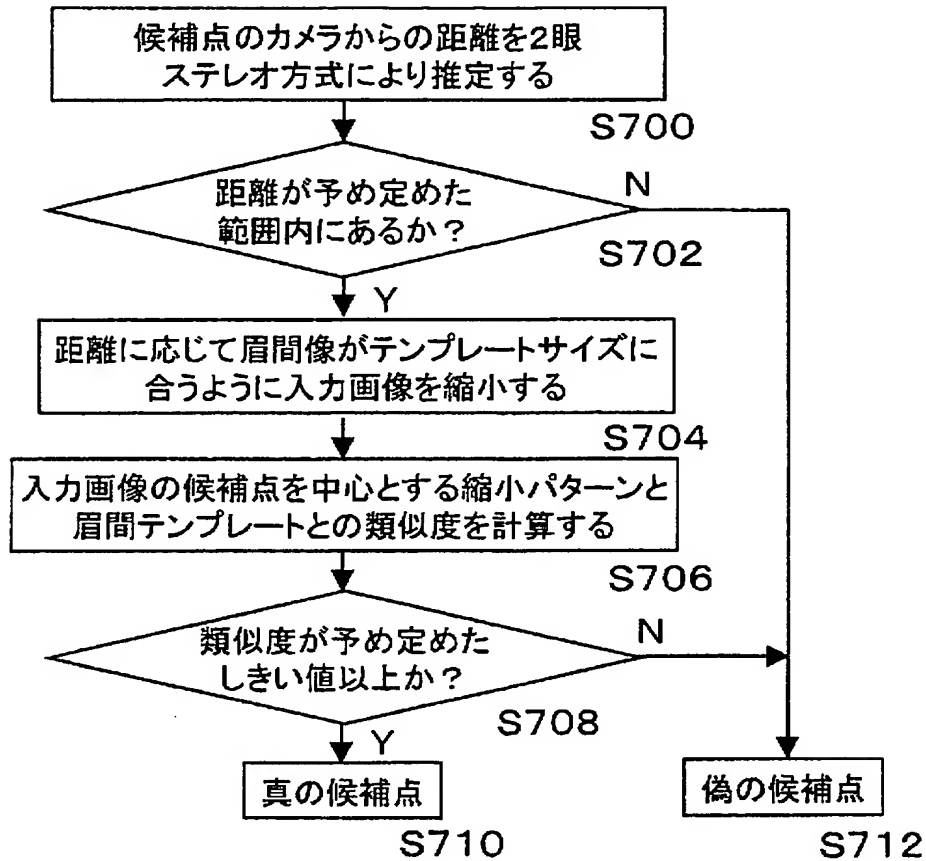 候補点のカメラからの距離を2眼
ステレオ方式により推定する
S700
距離が予め定めた
範囲内にあるか？
N
S702
Y
距離に応じて眉間像がテンプレートサイズに
合うように入力画像を縮小する
S704
入力画像の候補点を中心とする縮小パターンと
眉間テンプレートとの類似度を計算する
S706
類似度が予め定めた
しきい値以上か？
N
S708
Y
真の候補点
S710
偽の候補点
S712